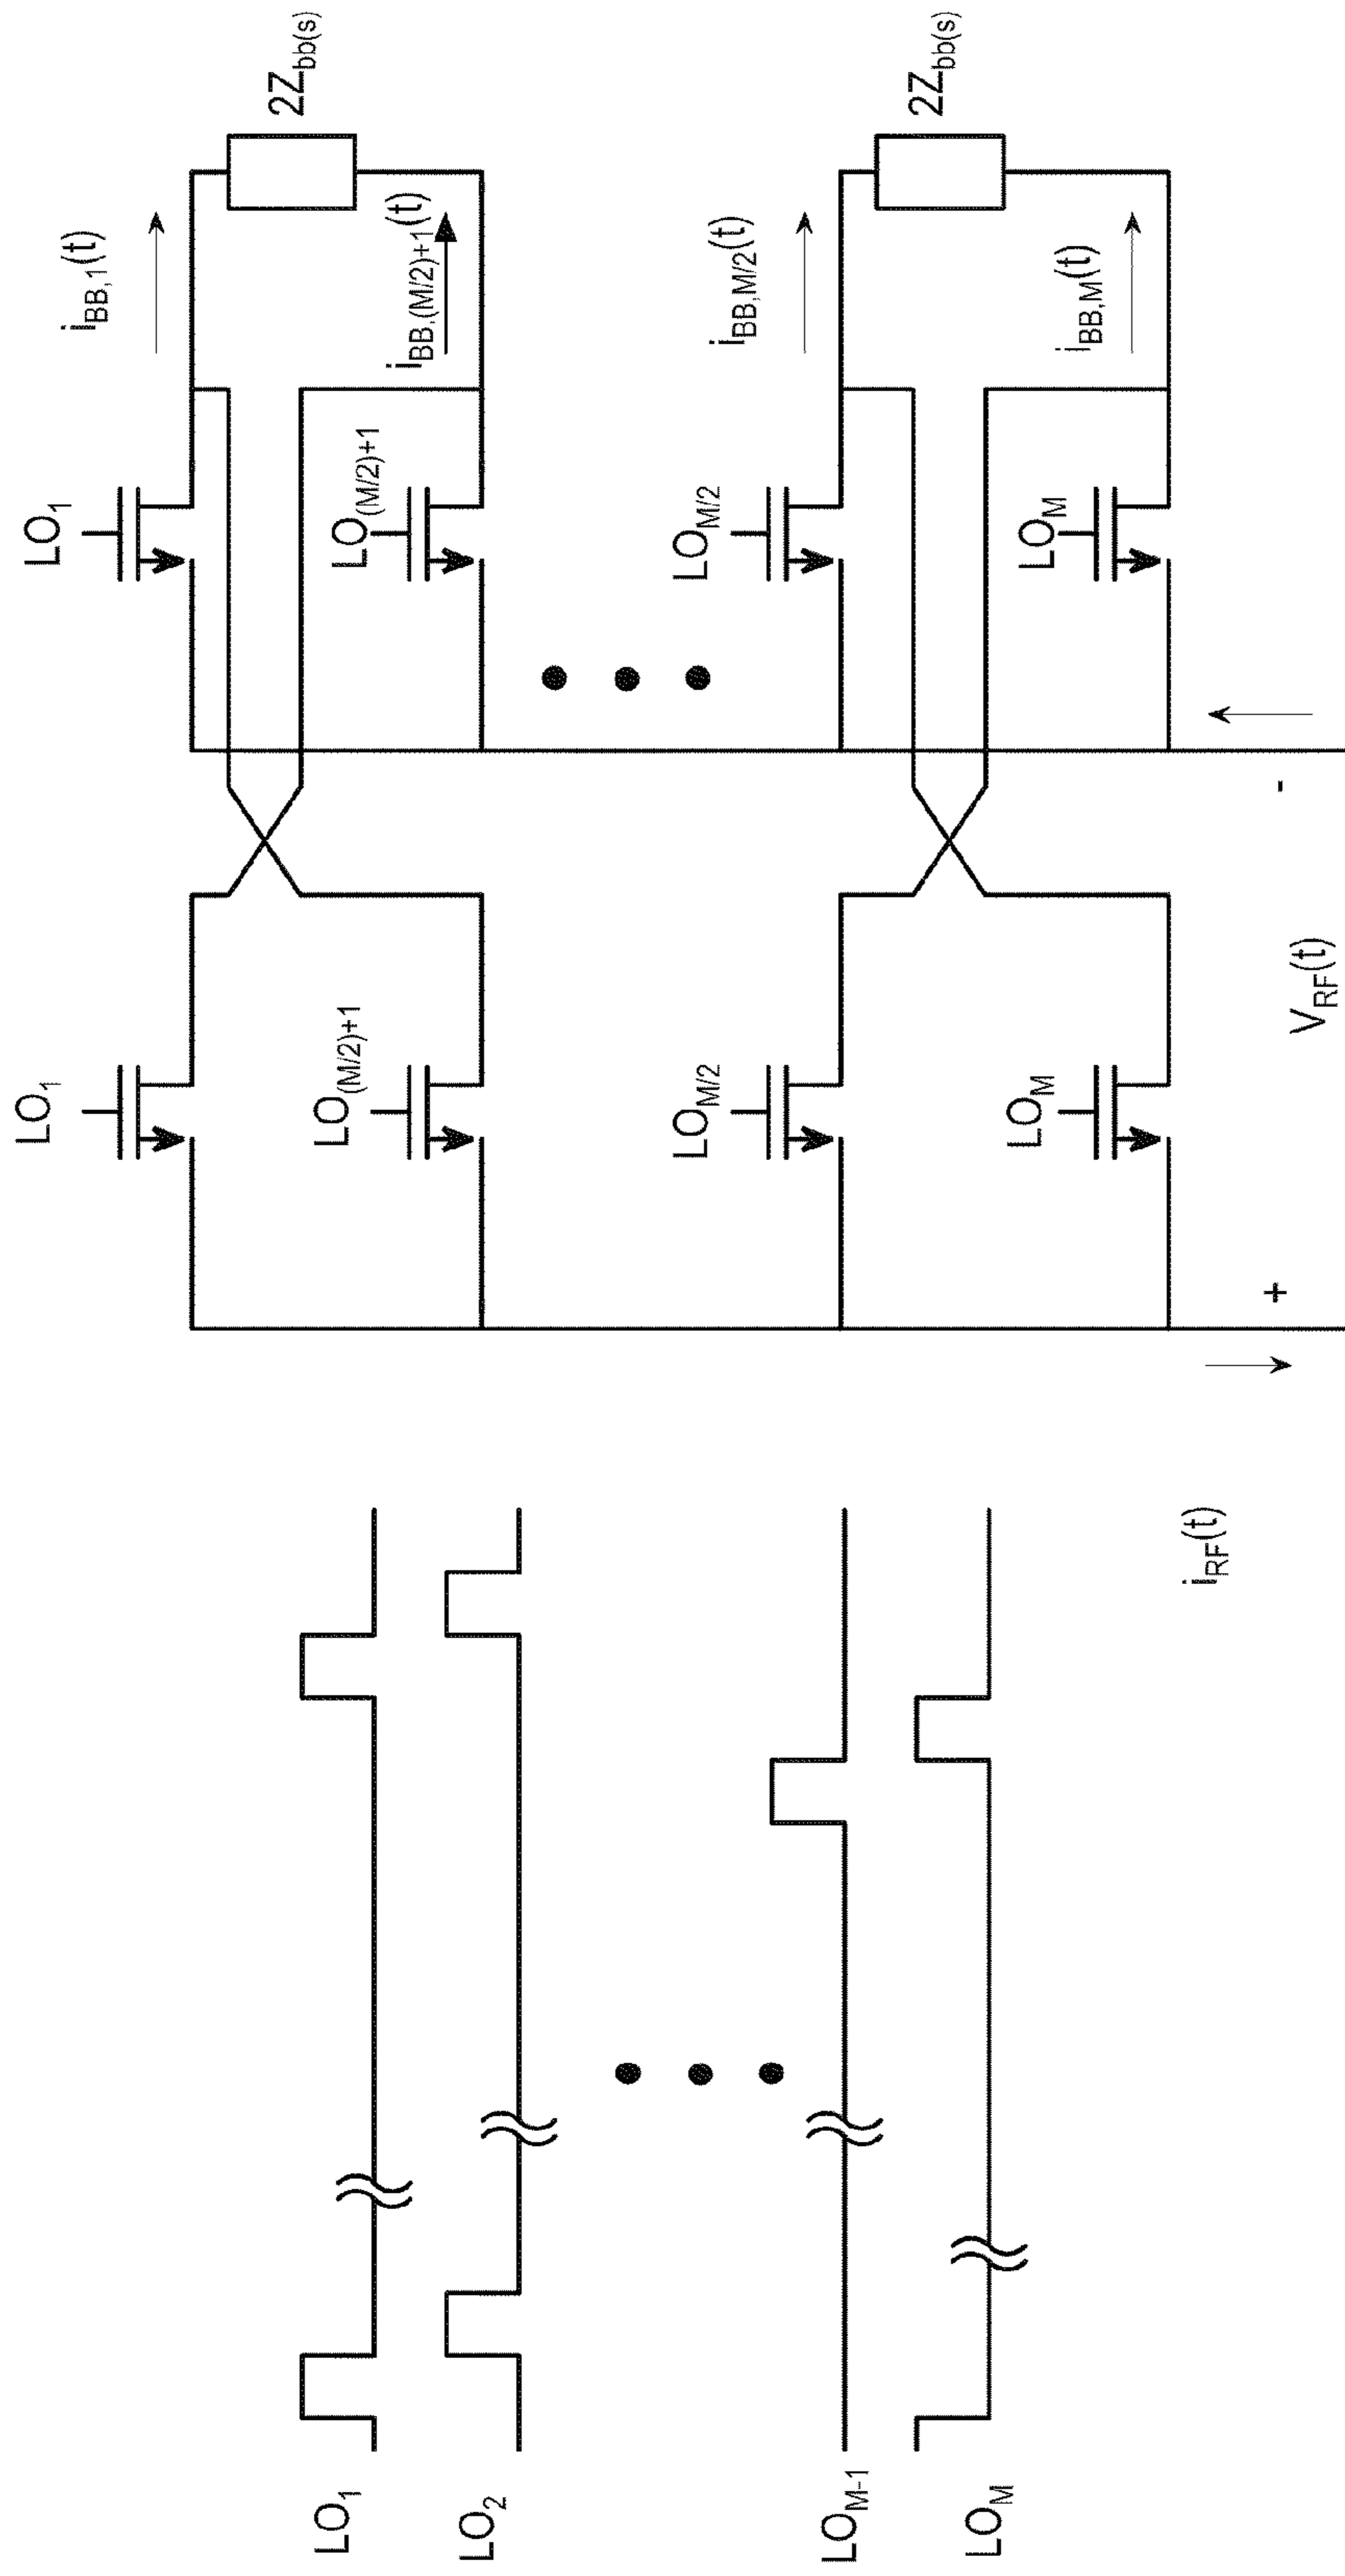 LO1
LO2
LOM-1
LOM
iRF(t)
LO1
LO(M/2)+1
LOM/2
LOM
+
VRF(t)
-
LO1
LO(M/2)+1
LOM/2
LOM
iBB,1(t)
iBB,(M/2)+1(t)
iBB,M/2(t)
iBB,M(t)
2Zbb(s)
2Zbb(s)